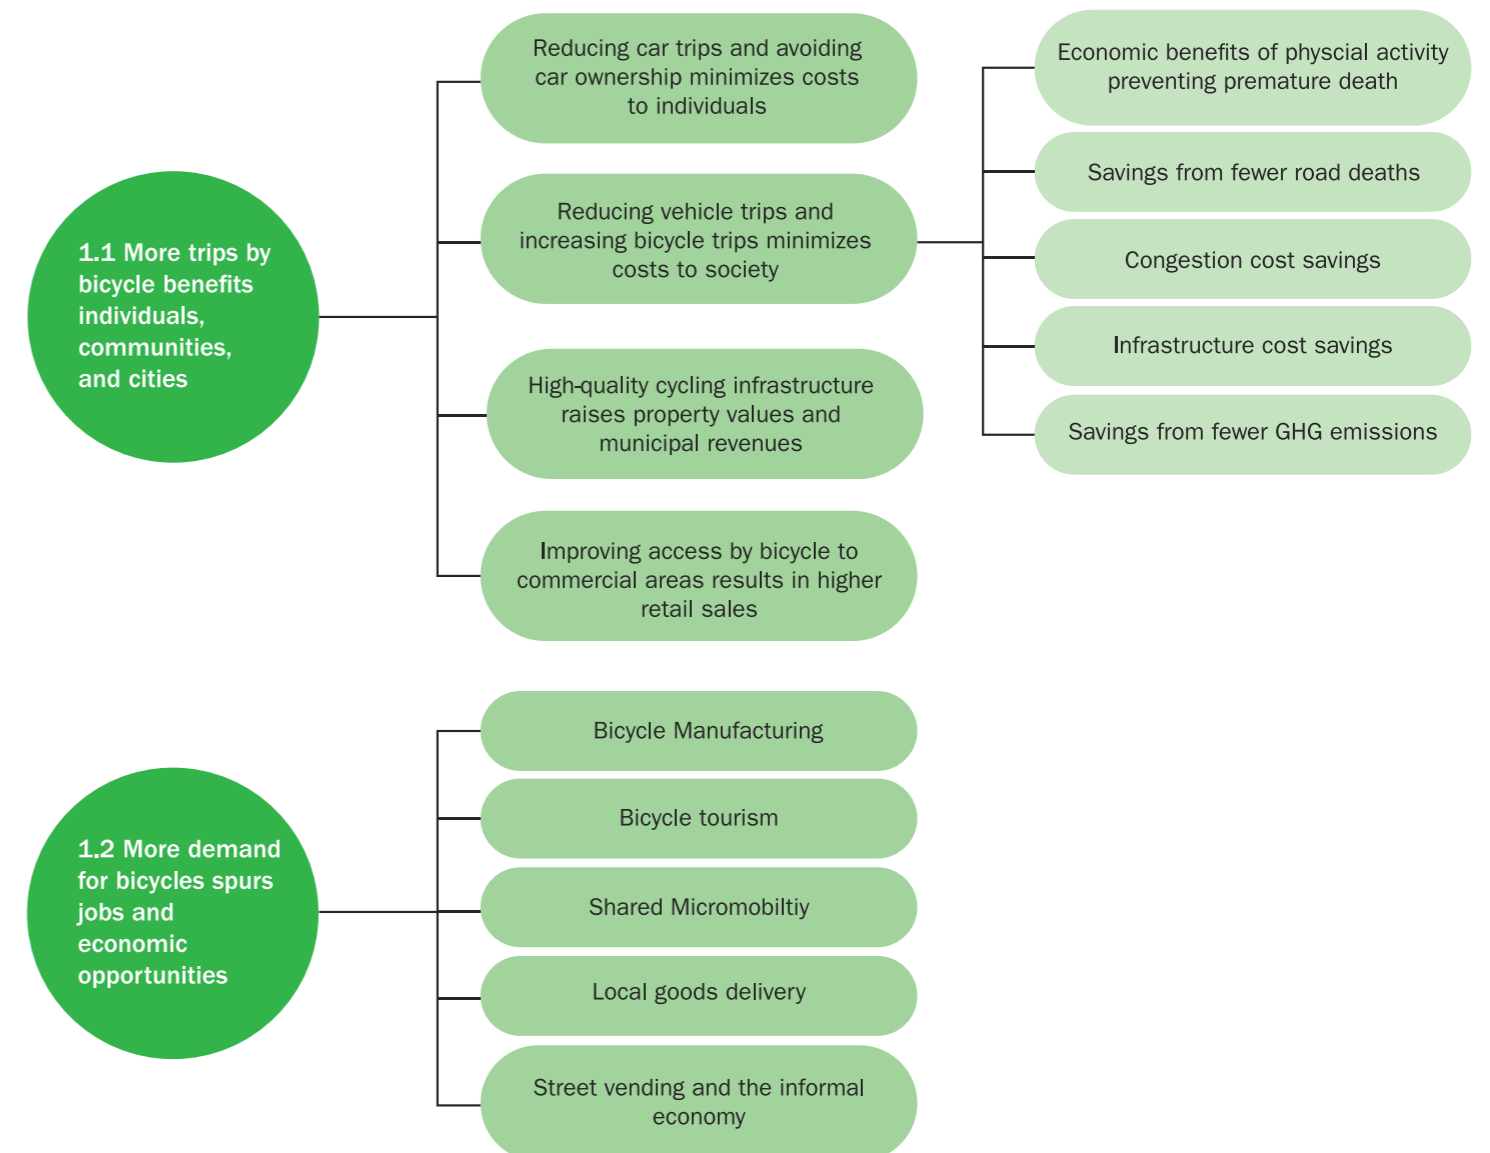 1.1 More trips by
bicycle benefits
individuals,
communities,
and cities
Reducing car trips and avoiding
car ownership minimizes costs
to individuals
Reducing vehicle trips and
increasing bicycle trips minimizes
costs to society
High-quality cycling infrastructure
raises property values and
municipal revenues
Improving access by bicycle to
commercial areas results in higher
retail sales
Economic benefits of physcial activity
preventing premature death
Savings from fewer road deaths
Congestion cost savings
Infrastructure cost savings
Savings from fewer GHG emissions
1.2 More demand
for bicycles spurs
jobs and
economic
opportunities
Bicycle Manufacturing
Bicycle tourism
Shared Micromobiltiy
Local goods delivery
Street vending and the informal
economy